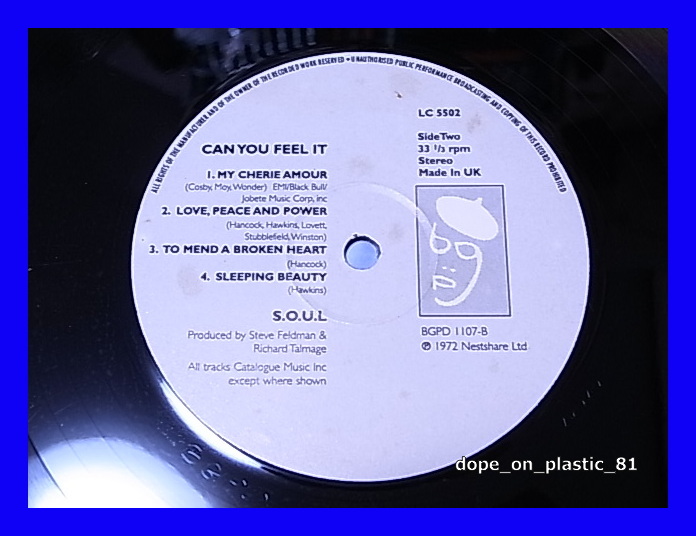 ALL RIGHTS OF THE MANUFACTURER AND OF THE OWNER OF THE RECORDED WORK RESERVED • UNAUTHORISED PUBLIC PERFORMANCE BROADCASTING AND COPYING OF THIS RECORD PROHIBITED
LC 5502
Side Two
33 1/3 rpm
Stereo
Made In UK
CAN YOU FEEL IT
1. MY CHERIE AMOUR
(Cosby, Moy, Wonder) EMI/Black Bull/
Jobete Music Corp, inc
2. LOVE, PEACE AND POWER
(Hancock, Hawkins, Lovett,
Stubblefield, Winston)
3. TO MEND A BROKEN HEART
(Hancock)
4. SLEEPING BEAUTY
(Hawkins)
S.O.U.L
Produced by Steve Feldman &
Richard Talmage
All tracks Catalogue Music Inc
except where shown
BGPD 1107-B
℗ 1972 Nestshare Ltd
dope_on_plastic_81